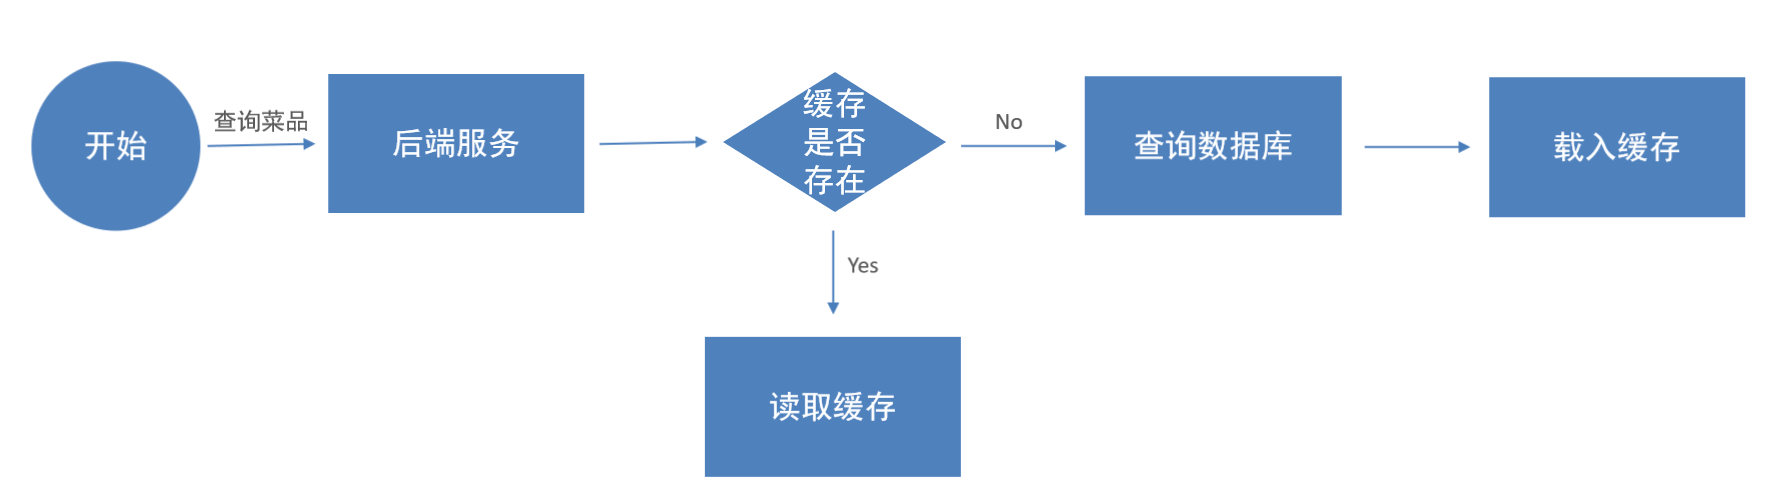 开始
查询菜品
后端服务
缓存
是否
存在
No
查询数据库
载入缓存
Yes
读取缓存